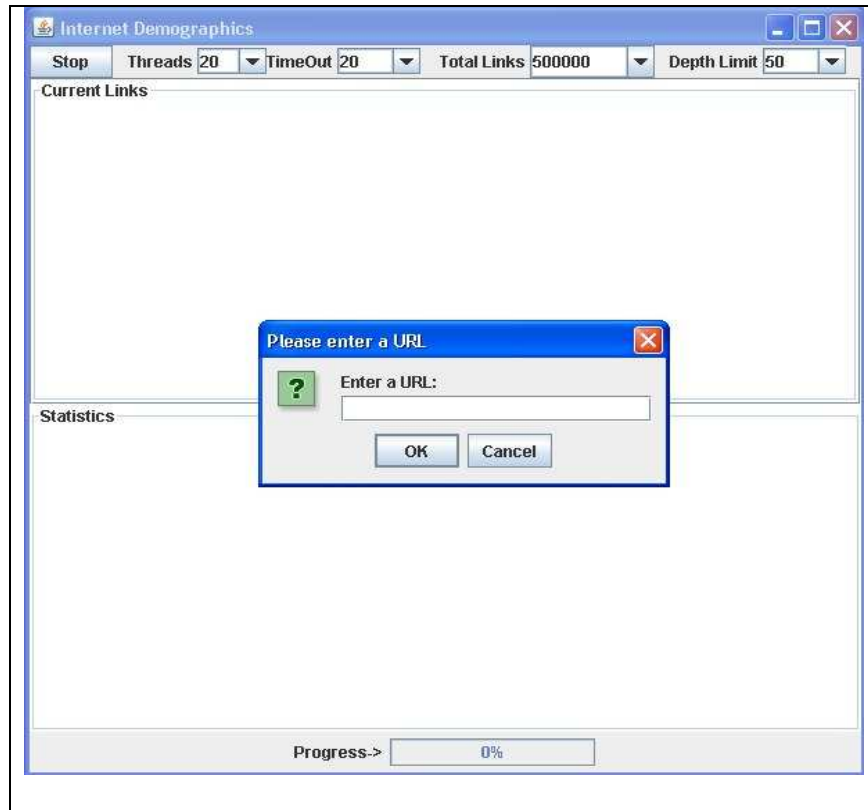 Internet Demographics
Stop Threads 20 TimeOut 20 Total Links 500000 Depth Limit 50
Current Links
Please enter a URL
? Enter a URL:
OK Cancel
Statistics
Progress-> 0%